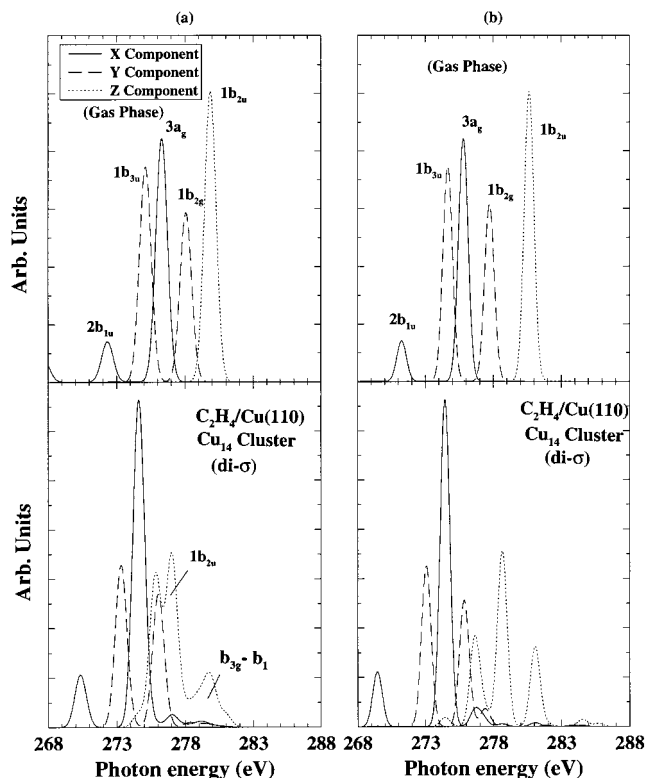 (a)
(b)
X Component
Y Component
Z Component
(Gas Phase)
1b2u
3ag
1b3u
1b2g
2b1u
Arb. Units
(Gas Phase)
1b2u
3ag
1b3u
1b2g
2b1u
C2H4/Cu(110)
Cu14 Cluster
(di-σ)
1b2u
b3g- b1
Arb. Units
C2H4/Cu(110)
Cu14 Cluster
(di-σ)
268 273 278 283 288
268 273 278 283 288
Photon energy (eV)
Photon energy (eV)